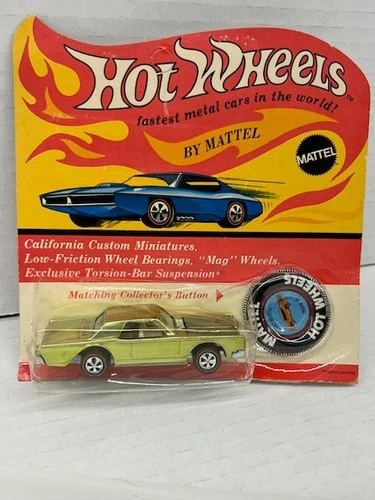 HOT WHEELS™
fastest metal cars in the world!
BY MATTEL
MATTEL
California Custom Miniatures.
Low-Friction Wheel Bearings. "Mag" Wheels.
Exclusive Torsion-Bar Suspension*
Matching Collector's Button
HOT WHEELS